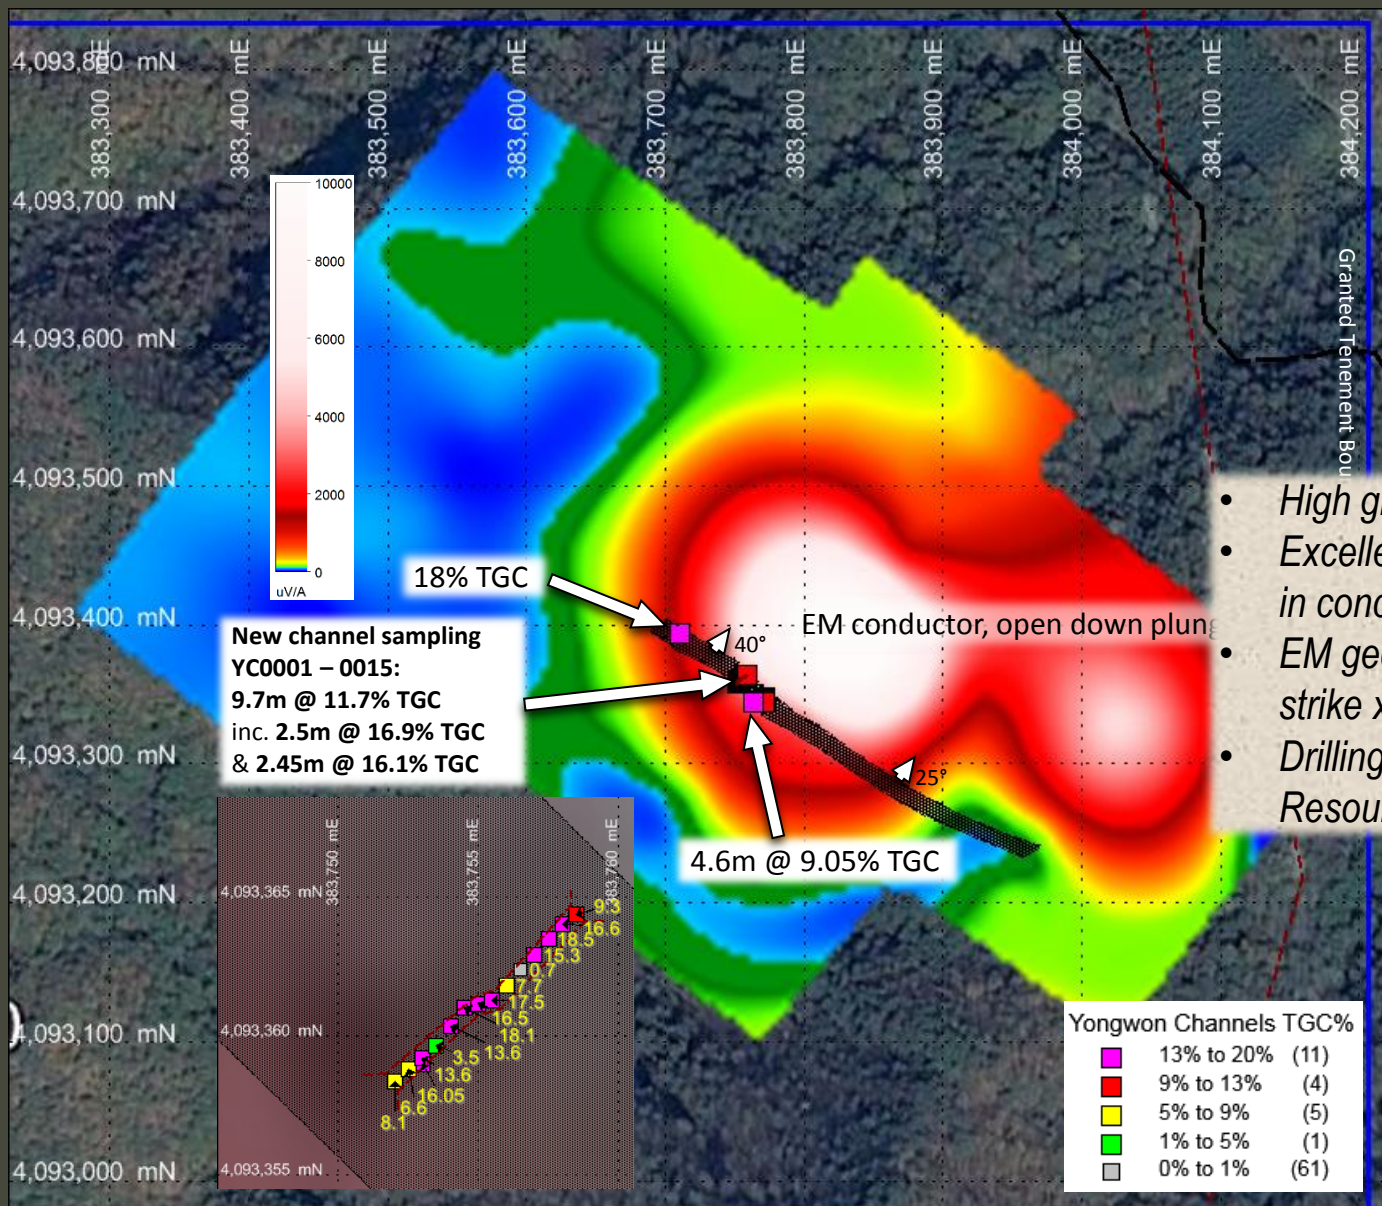 4,093,800 mN
4,093,700 mN
4,093,600 mN
4,093,500 mN
4,093,400 mN
4,093,300 mN
4,093,200 mN
4,093,100 mN
4,093,000 mN
383,300 mE
383,400 mE
383,500 mE
383,600 mE
383,700 mE
383,800 mE
383,900 mE
384,000 mE
384,100 mE
384,200 mE
10000
8000
6000
4000
2000
0
uV/A
Granted Tenement
18% TGC
New channel sampling
YC0001 – 0015:
9.7m @ 11.7% TGC
inc. 2.5m @ 16.9% TGC
& 2.45m @ 16.1% TGC
EM conductor, open down
40°
25°
4.6m @ 9.05% TGC
• High
•
in
• EM
strike x
• Drilling
383,750 mE
383,755 mE
383,760 mE
4,093,365 mN
4,093,360 mN
4,093,355 mN
9.3
16.6
18.5
15.3
0.7
7.7
17.5
16.5
18.1
13.6
3.5
13.6
16.05
6.6
8.1
Yongwon Channels TGC%
13% to 20% (11)
9% to 13% (4)
5% to 9% (5)
1% to 5% (1)
0% to 1% (61)